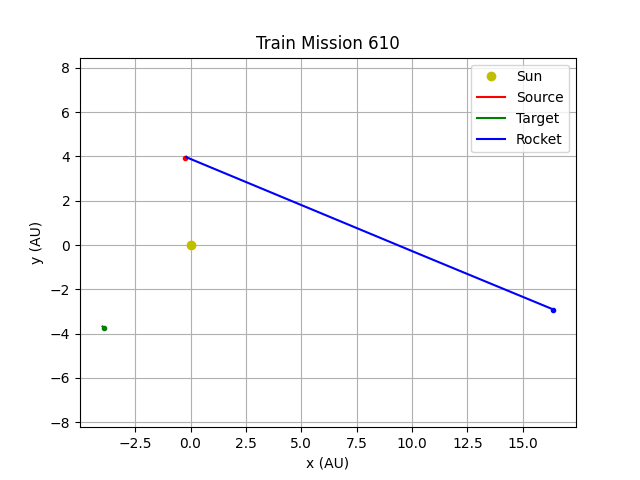 Train Mission 610
Sun
Source
Target
Rocket
8
6
4
2
0
−2
−4
−6
−8
y (AU)
−2.5 0.0 2.5 5.0 7.5 10.0 12.5 15.0
x (AU)